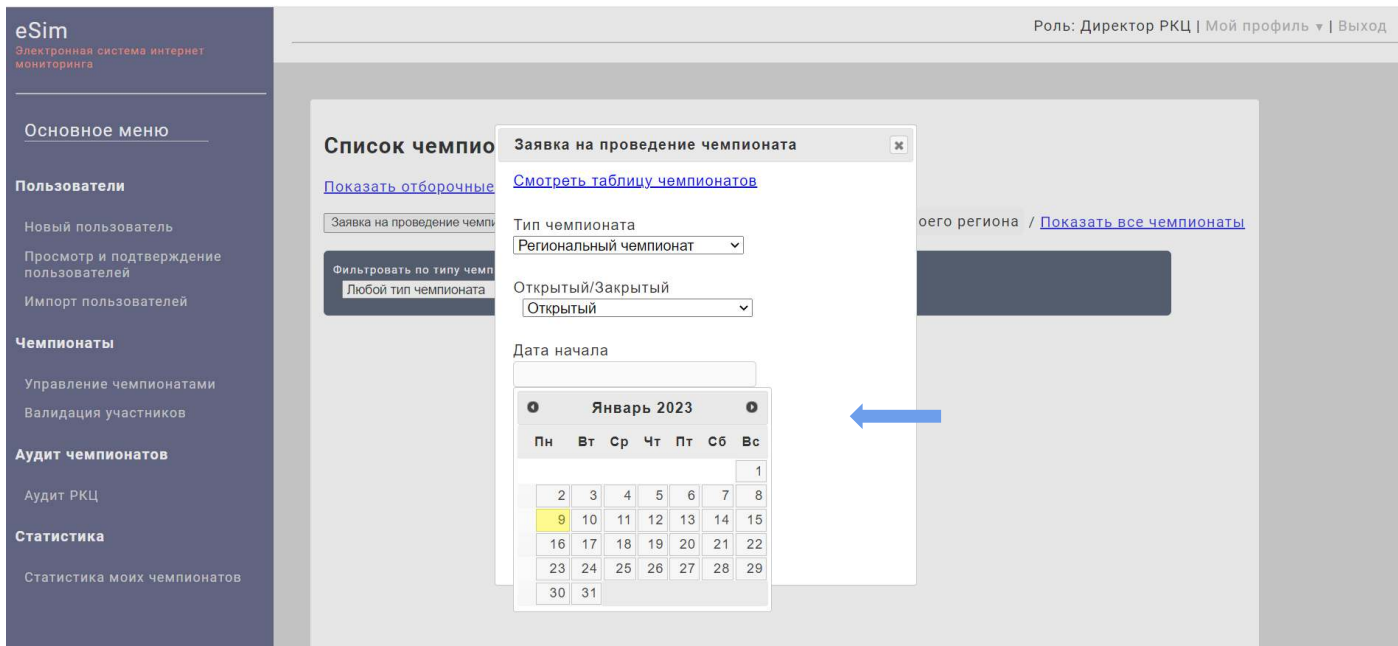 eSim
Электронная система интернет
мониторинга
Роль: Директор РКЦ | Мой профиль ▾ | Выход
Основное меню
Пользователи
Новый пользователь
Просмотр и подтверждение
пользователей
Импорт пользователей
Чемпионаты
Управление чемпионатами
Валидация участников
Аудит чемпионатов
Аудит РКЦ
Статистика
Статистика моих чемпионатов
Список чемпио
Показать отборочные
Заявка на проведение чемпи
оего региона / Показать все чемпионаты
Фильтровать по типу чемп
Любой тип чемпионата
Заявка на проведение чемпионата
Смотреть таблицу чемпионатов
Тип чемпионата
Региональный чемпионат
Открытый/Закрытый
Открытый
Дата начала
Январь 2023
Пн Вт Ср Чт Пт Сб Вс
1
2 3 4 5 6 7 8
9 10 11 12 13 14 15
16 17 18 19 20 21 22
23 24 25 26 27 28 29
30 31